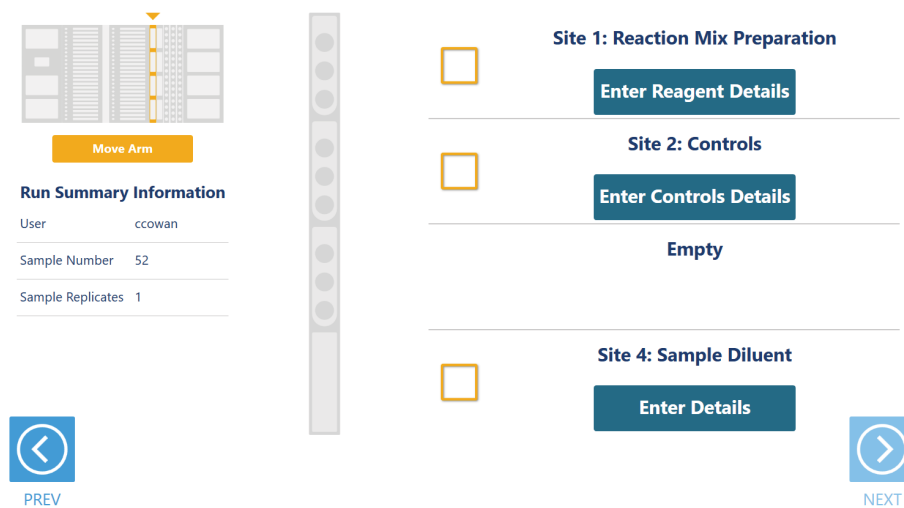 Move Arm
Run Summary Information
User ccowan
Sample Number 52
Sample Replicates 1
Site 1: Reaction Mix Preparation
Enter Reagent Details
Site 2: Controls
Enter Controls Details
Empty
Site 4: Sample Diluent
Enter Details
PREV
NEXT